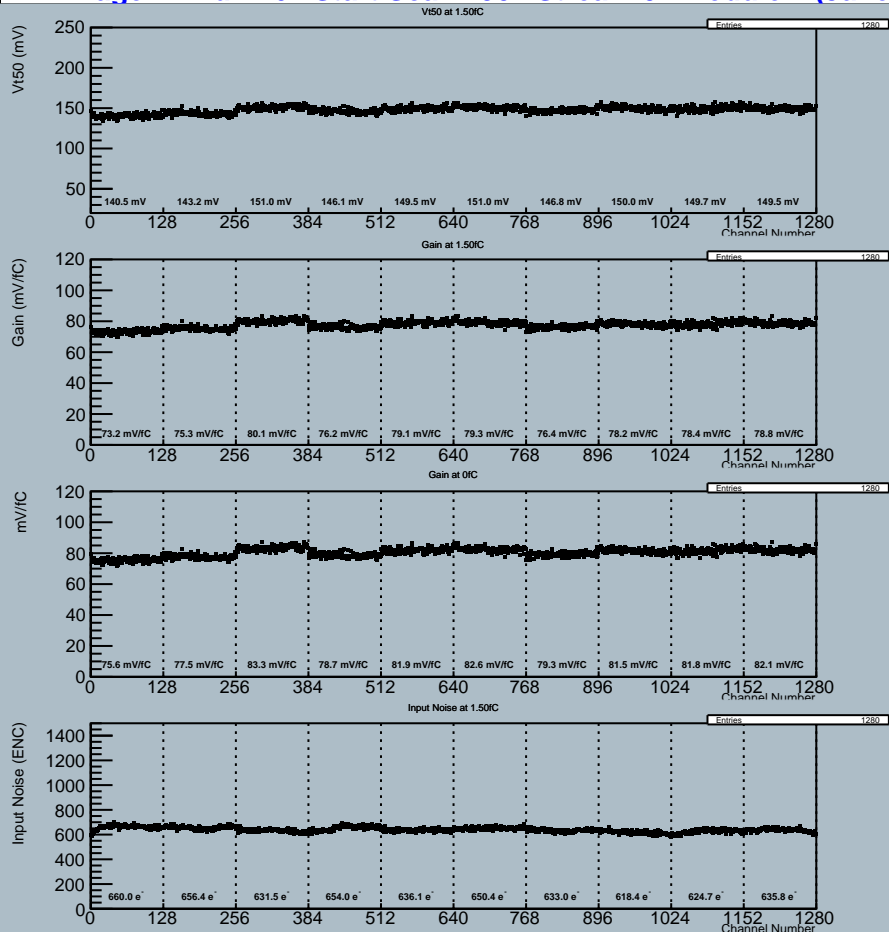 Vt50 at 1.50fC
Entries 1280
Vt50 (mV)
250
200
150
100
50
140.5 mV 143.2 mV 151.0 mV 146.1 mV 149.5 mV 151.0 mV 146.8 mV 150.0 mV 149.7 mV 149.5 mV
0 128 256 384 512 640 768 896 1024 1152 1280
Channel Number
Gain at 1.50fC
Entries 1280
Gain (mV/fC)
120
100
80
60
40
20
0
73.2 mV/fC 75.3 mV/fC 80.1 mV/fC 76.2 mV/fC 79.1 mV/fC 79.3 mV/fC 76.4 mV/fC 78.2 mV/fC 78.4 mV/fC 78.8 mV/fC
0 128 256 384 512 640 768 896 1024 1152 1280
Channel Number
Gain at 0fC
Entries 1280
mV/fC
120
100
80
60
40
20
0
75.6 mV/fC 77.5 mV/fC 83.3 mV/fC 78.7 mV/fC 81.9 mV/fC 82.6 mV/fC 79.3 mV/fC 81.5 mV/fC 81.8 mV/fC 82.1 mV/fC
0 128 256 384 512 640 768 896 1024 1152 1280
Channel Number
Input Noise at 1.50fC
Entries 1280
Input Noise (ENC)
1400
1200
1000
800
600
400
200
0
660.0 e⁻ 656.4 e⁻ 631.5 e⁻ 654.0 e⁻ 636.1 e⁻ 650.4 e⁻ 633.0 e⁻ 618.4 e⁻ 624.7 e⁻ 635.8 e⁻
0 128 256 384 512 640 768 896 1024 1152 1280
Channel Number